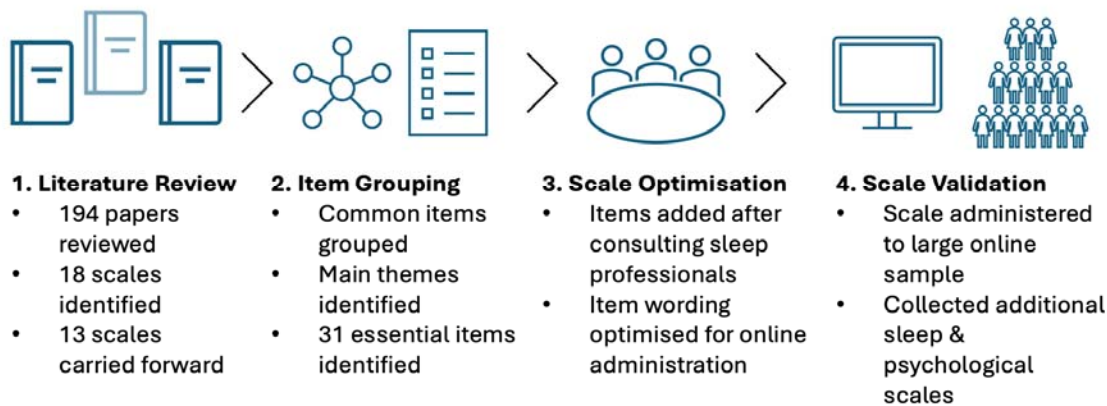 1. Literature Review
• 194 papers
reviewed
• 18 scales
identified
• 13 scales
carried forward
2. Item Grouping
• Common items
grouped
• Main themes
identified
• 31 essential items
identified
3. Scale Optimisation
• Items added after
consulting sleep
professionals
• Item wording
optimised for online
administration
4. Scale Validation
• Scale administered
to large online
sample
• Collected additional
sleep &
psychological
scales